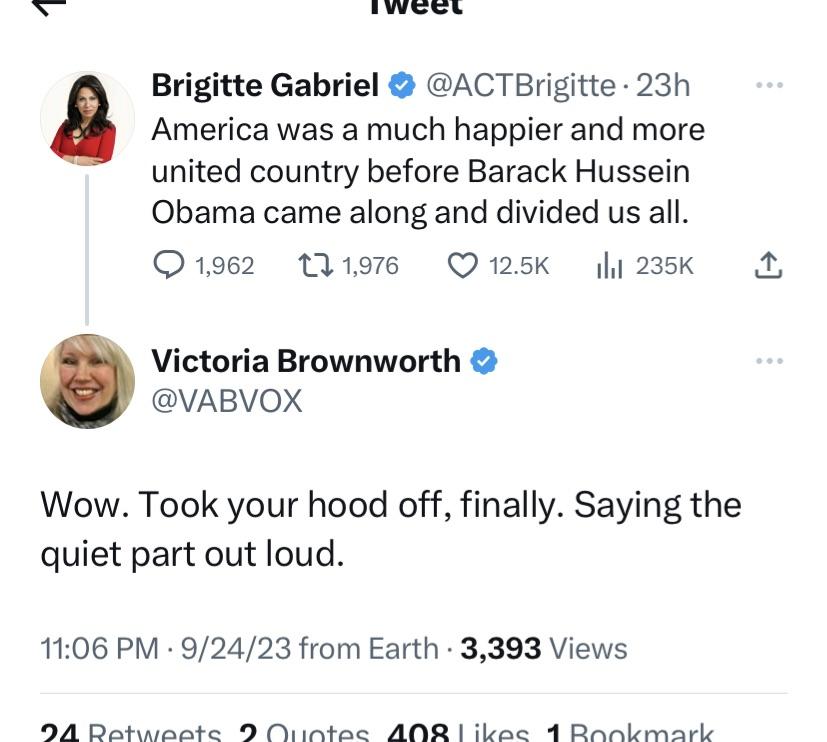 Tweet
Brigitte Gabriel @ACTBrigitte · 23h
America was a much happier and more
united country before Barack Hussein
Obama came along and divided us all.
1,962 1,976 12.5K 235K
Victoria Brownworth
@VABVOX
Wow. Took your hood off, finally. Saying the
quiet part out loud.
11:06 PM · 9/24/23 from Earth · 3,393 Views
24 Retweets 2 Quotes 408 Likes 1 Bookmark